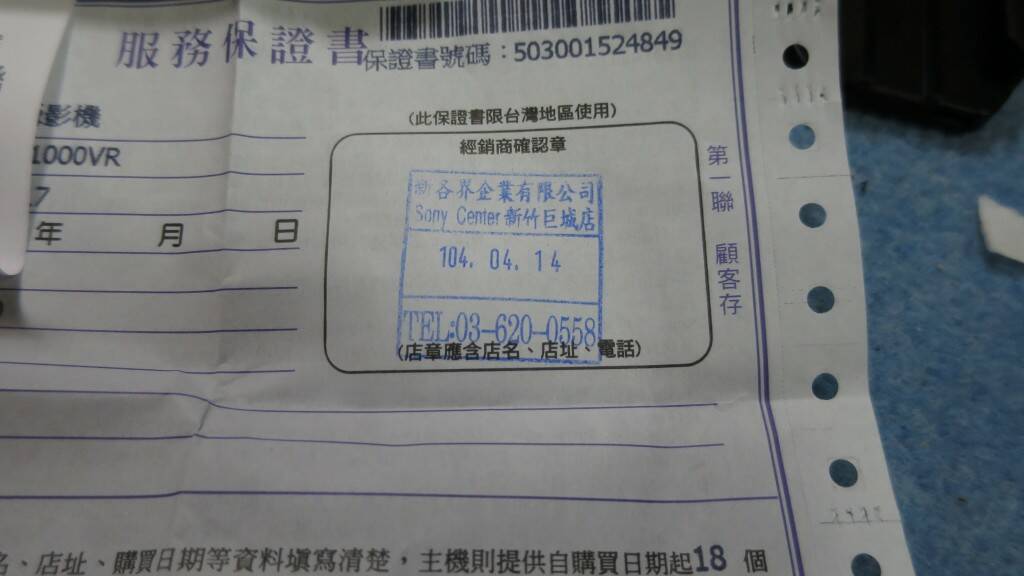 服務保證書
保證書號碼：503001524849
影機
1000VR
7
年 月 日
(此保證書限台灣地區使用)
經銷商確認章
新各界企業有限公司
Sony Center 新竹巨城店
104. 04. 14
TEL:03-620-0558
(店章應含店名、店址、電話)
第一聯 顧客存
、店址、購買日期等資料填寫清楚，主機則提供自購買日期起18 個